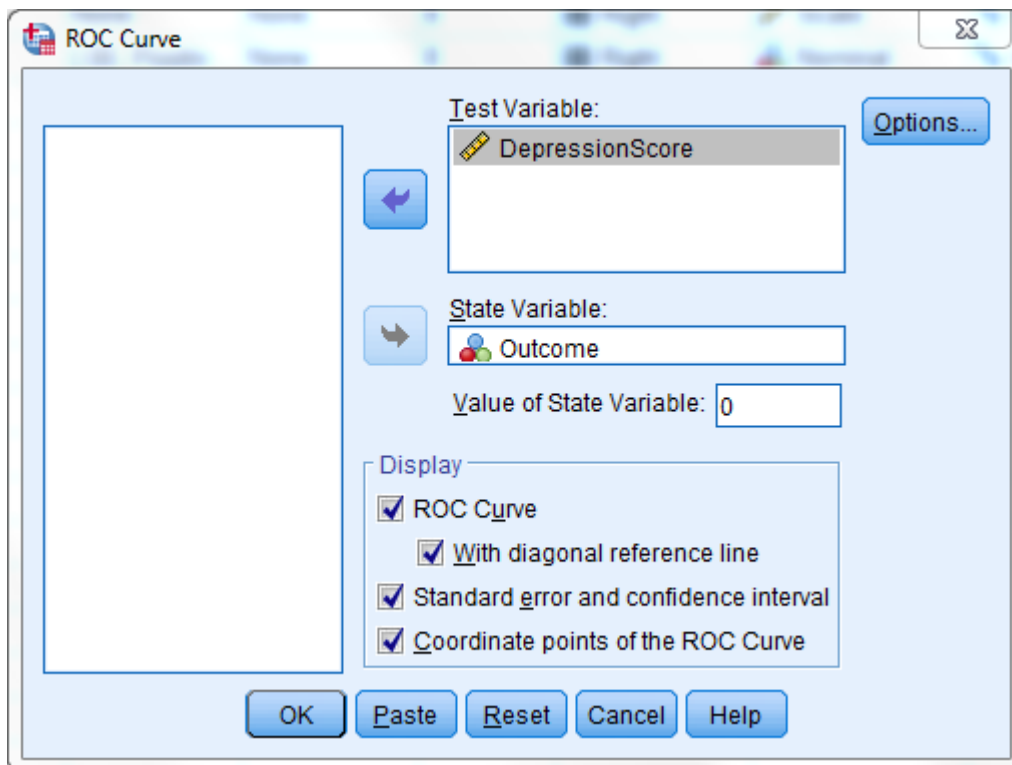 ROC Curve
Test Variable:
Options...
DepressionScore
State Variable:
Outcome
Value of State Variable: 0
Display
ROC Curve
With diagonal reference line
Standard error and confidence interval
Coordinate points of the ROC Curve
OK Paste Reset Cancel Help